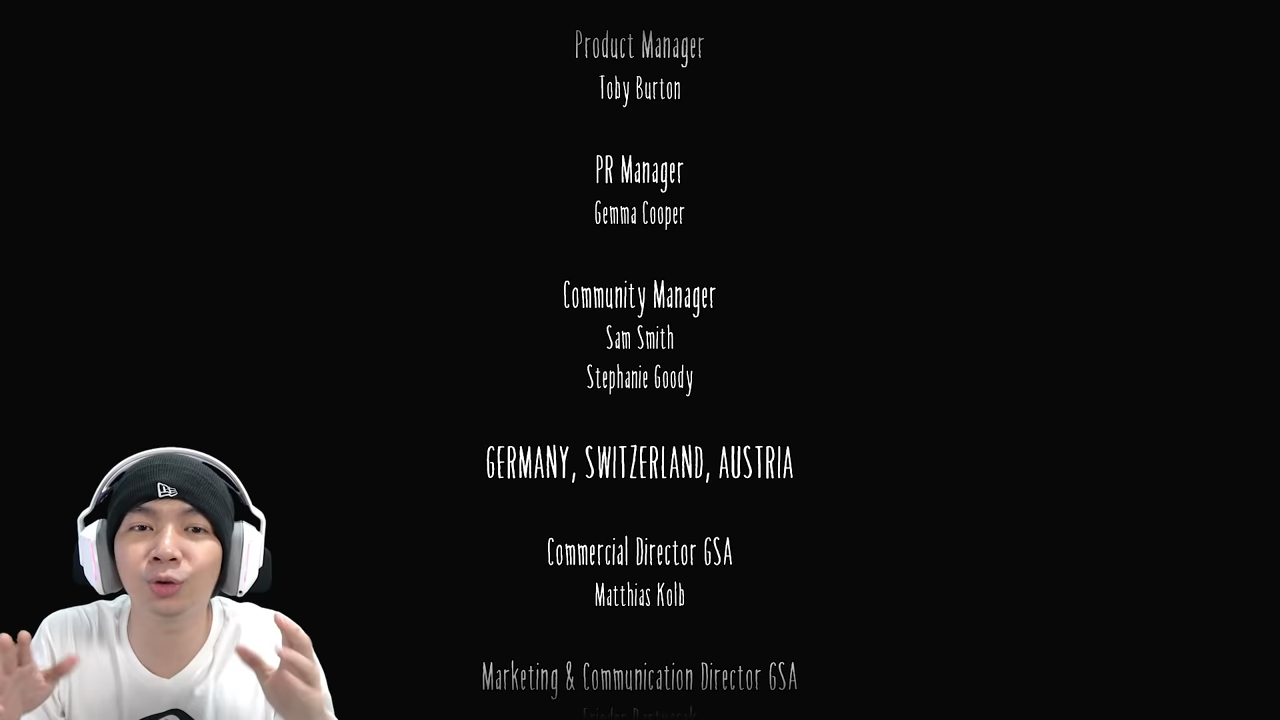 Product Manager
Toby Burton
PR Manager
Gemma Cooper
Community Manager
Sam Smith
Stephanie Goody
GERMANY, SWITZERLAND, AUSTRIA
Commercial Director GSA
Matthias Kolb
Marketing & Communication Director GSA